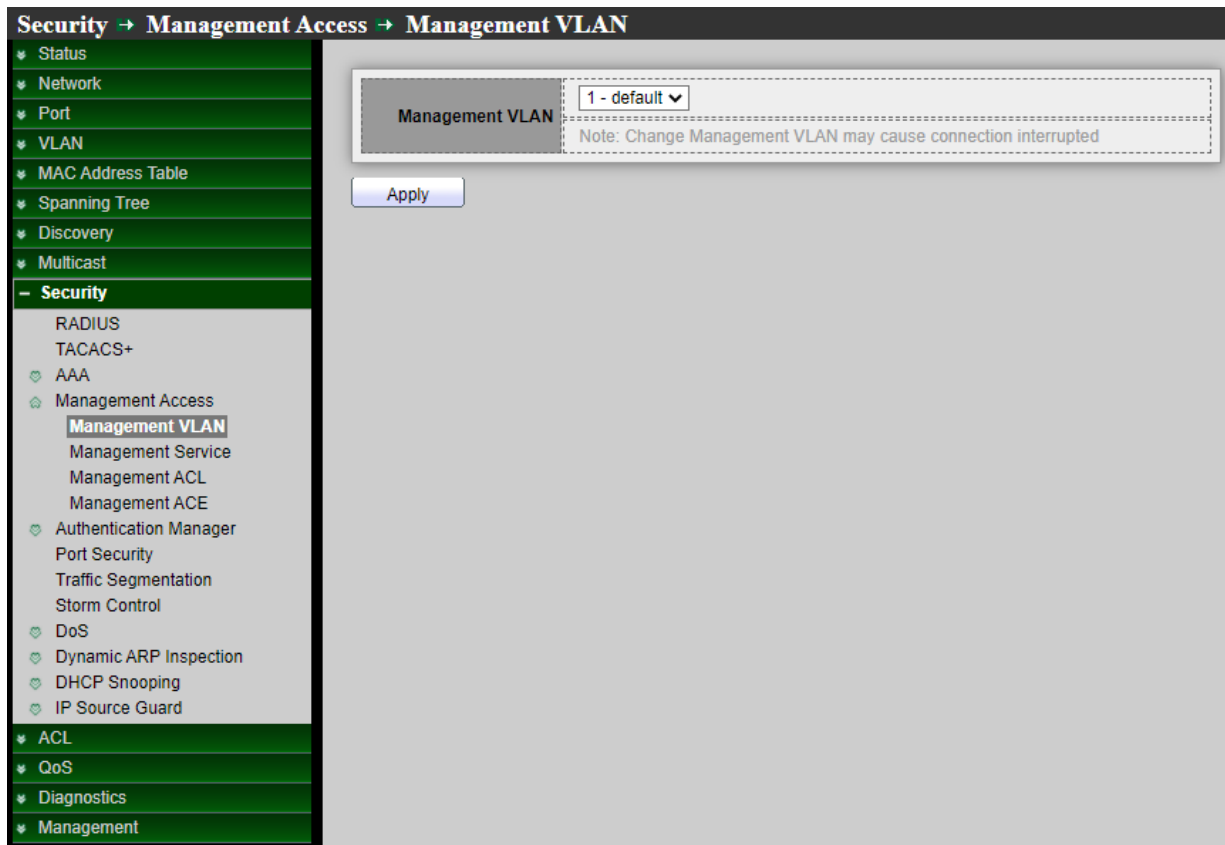 Security → Management Access → Management VLAN
Status
Network
Port
VLAN
MAC Address Table
Spanning Tree
Discovery
Multicast
Security
RADIUS
TACACS+
AAA
Management Access
Management VLAN
Management Service
Management ACL
Management ACE
Authentication Manager
Port Security
Traffic Segmentation
Storm Control
DoS
Dynamic ARP Inspection
DHCP Snooping
IP Source Guard
ACL
QoS
Diagnostics
Management
Management VLAN
1 - default
Note: Change Management VLAN may cause connection interrupted
Apply